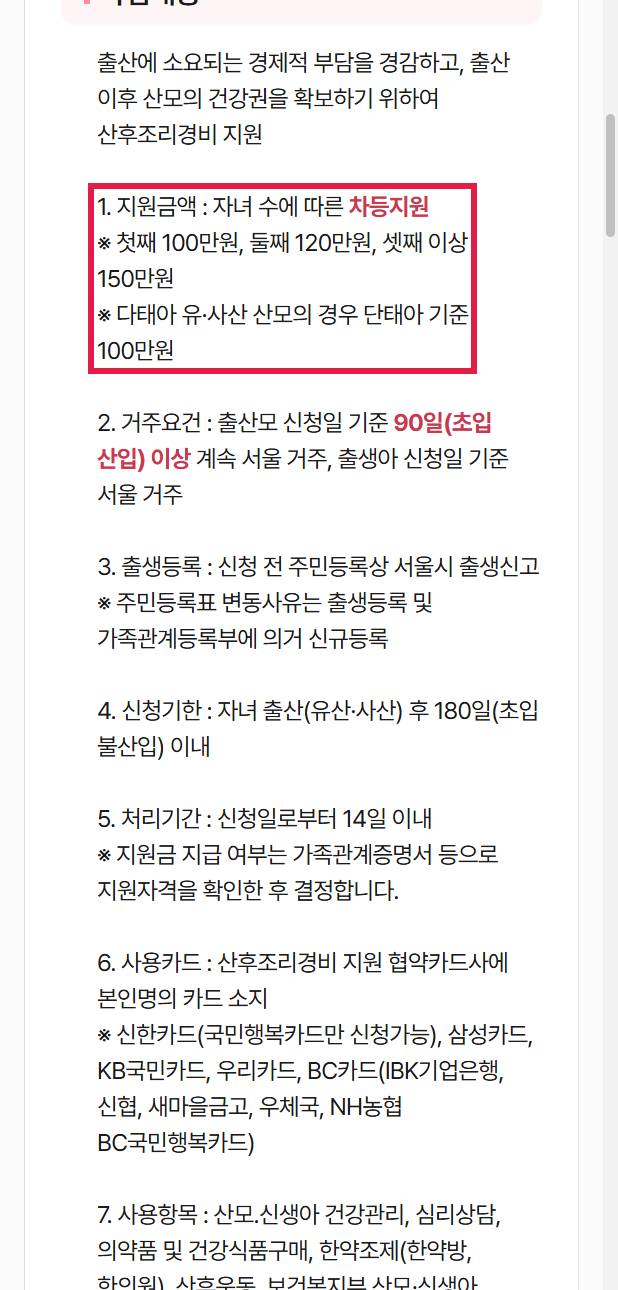 출산에 소요되는 경제적 부담을 경감하고, 출산
이후 산모의 건강권을 확보하기 위하여
산후조리경비 지원
1. 지원금액 : 자녀 수에 따른 차등지원
※ 첫째 100만원, 둘째 120만원, 셋째 이상
150만원
※ 다태아 유·사산 산모의 경우 단태아 기준
100만원
2. 거주요건 : 출산모 신청일 기준 90일(초입
산입) 이상 계속 서울 거주, 출생아 신청일 기준
서울 거주
3. 출생등록 : 신청 전 주민등록상 서울시 출생신고
※ 주민등록표 변동사유는 출생등록 및
가족관계등록부에 의거 신규등록
4. 신청기한 : 자녀 출산(유산·사산) 후 180일(초입
불산입) 이내
5. 처리기간 : 신청일로부터 14일 이내
※ 지원금 지급 여부는 가족관계증명서 등으로
지원자격을 확인한 후 결정합니다.
6. 사용카드 : 산후조리경비 지원 협약카드사에
본인명의 카드 소지
※ 신한카드(국민행복카드만 신청가능), 삼성카드,
KB국민카드, 우리카드, BC카드(IBK기업은행,
신협, 새마을금고, 우체국, NH농협
BC국민행복카드)
7. 사용항목 : 산모.신생아 건강관리, 심리상담,
의약품 및 건강식품구매, 한약조제(한약방,
한의원), 산후운동, 보건복지부 산모·신생아